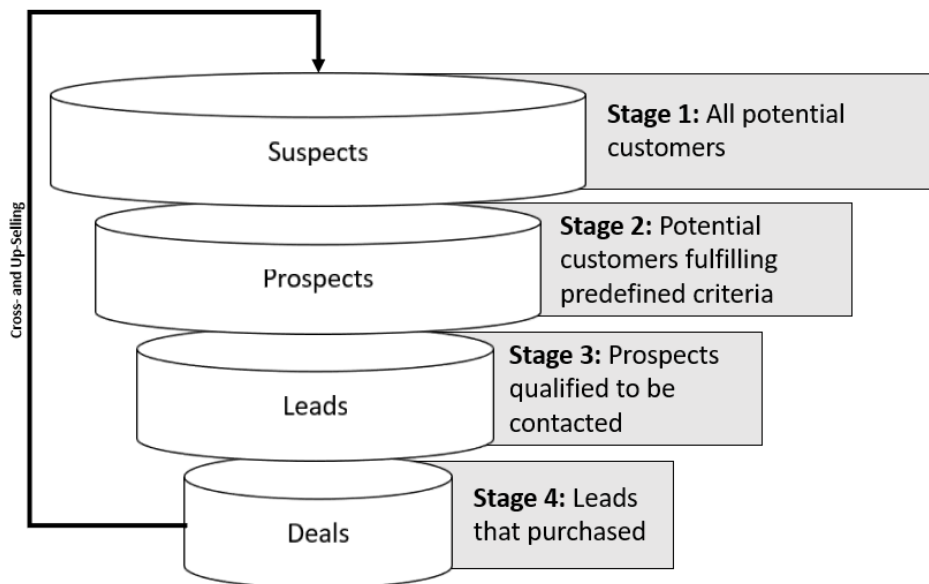 Suspects
Stage 1: All potential
customers
Prospects
Stage 2: Potential
customers fulfilling
predefined criteria
Leads
Stage 3: Prospects
qualified to be
contacted
Deals
Stage 4: Leads
that purchased
Cross- and Up-Selling